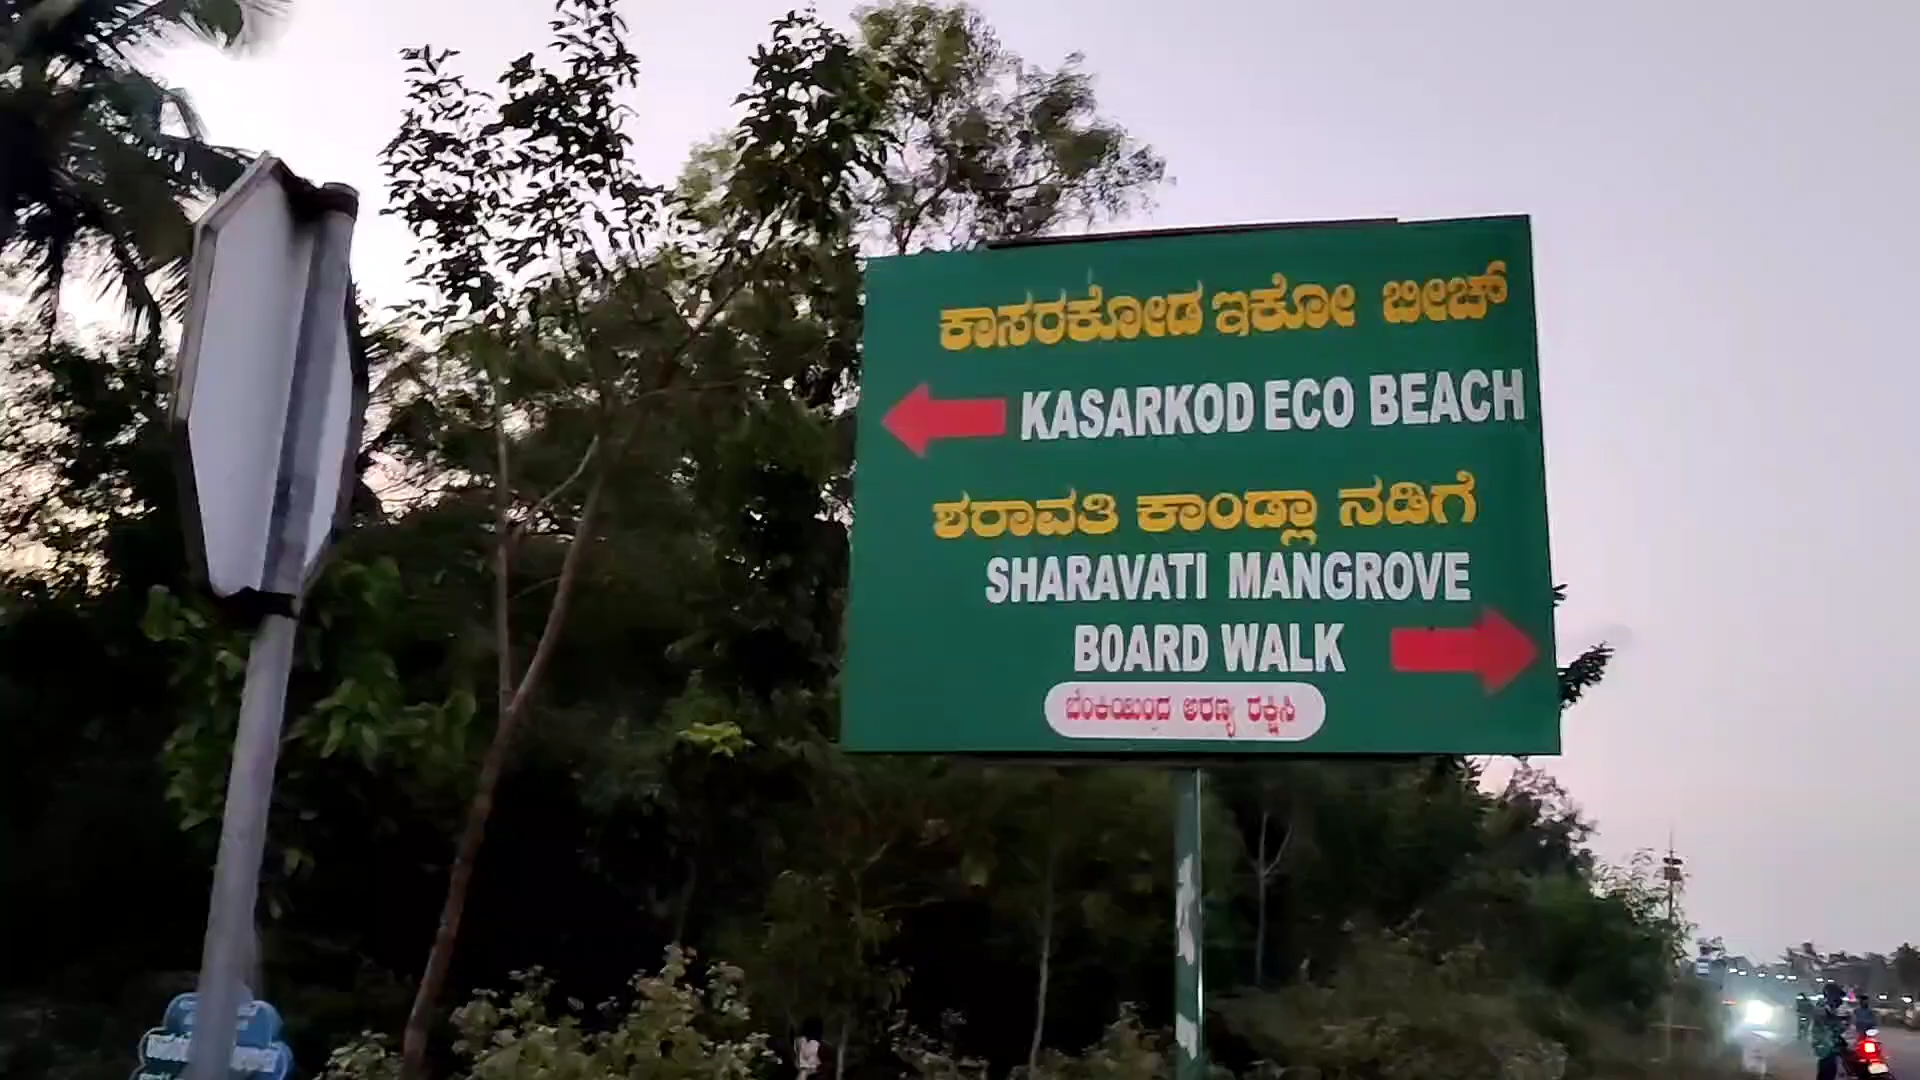 ಕಾಸರಕೋಡ ಇಕೋ ಬೀಚ್
KASARKOD ECO BEACH
ಶರಾವತಿ ಕಾಂಡ್ಲಾ ನಡಿಗೆ
SHARAVATI MANGROVE
BOARD WALK
ಬೆಂಕಿಯಿಂದ ಅರಣ್ಯ ರಕ್ಷಿಸಿ